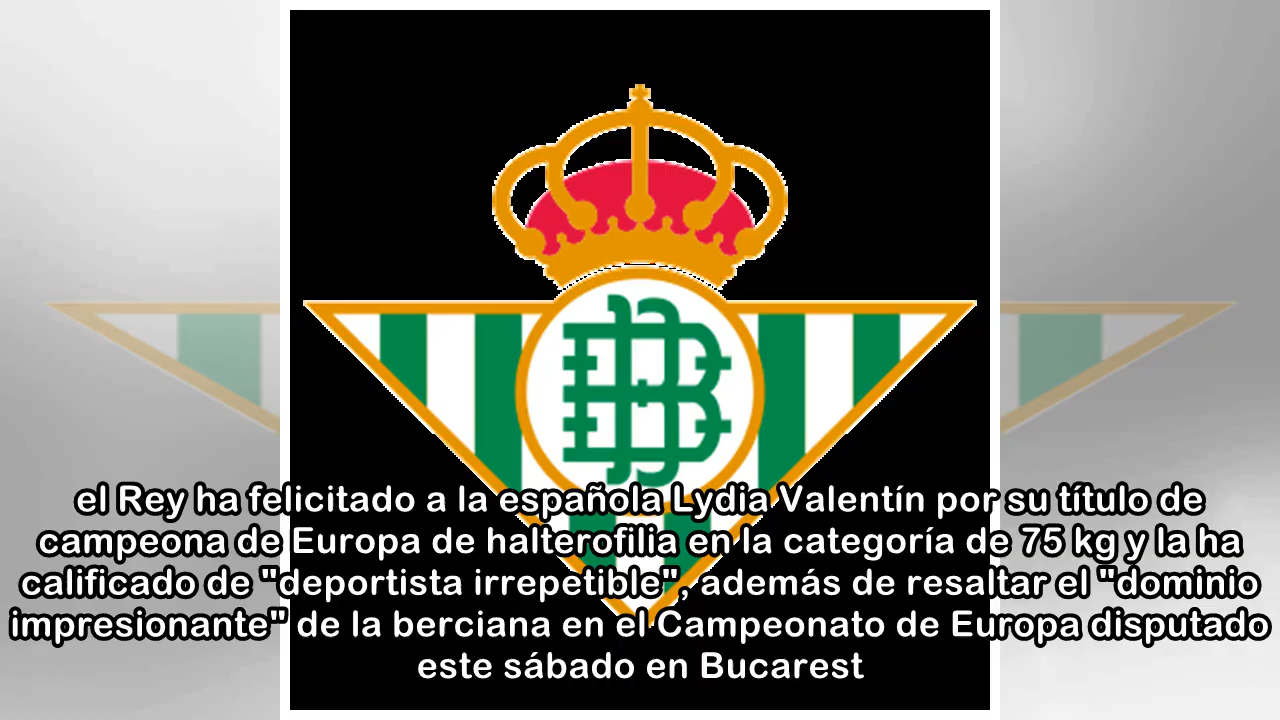 el Rey ha felicitado a la española Lydia Valentín por su título de
campeona de Europa de halterofilia en la categoría de 75 kg y la ha
calificado de "deportista irrepetible", además de resaltar el "dominio
impresionante" de la berciana en el Campeonato de Europa disputado
este sábado en Bucarest